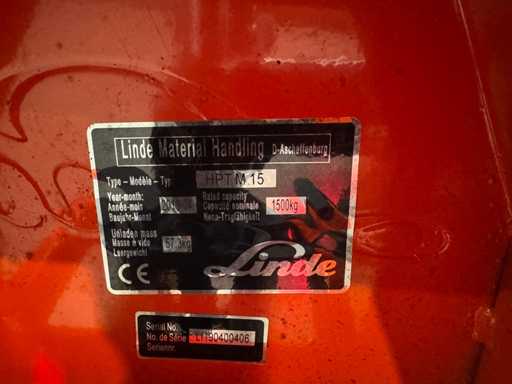 Linde Material Handling D-Aschaffenburg
Type - Modèle - Typ HPT M 15
Year-month: Rated capacity
Année-mois Capacité nominale 1500kg
Baujahr-Monat Nenn-Tragfähigkeit
Unladen mass
Masse à vide
Leergewicht
CE Linde
Serial No.
No. de Série
Seriennr.